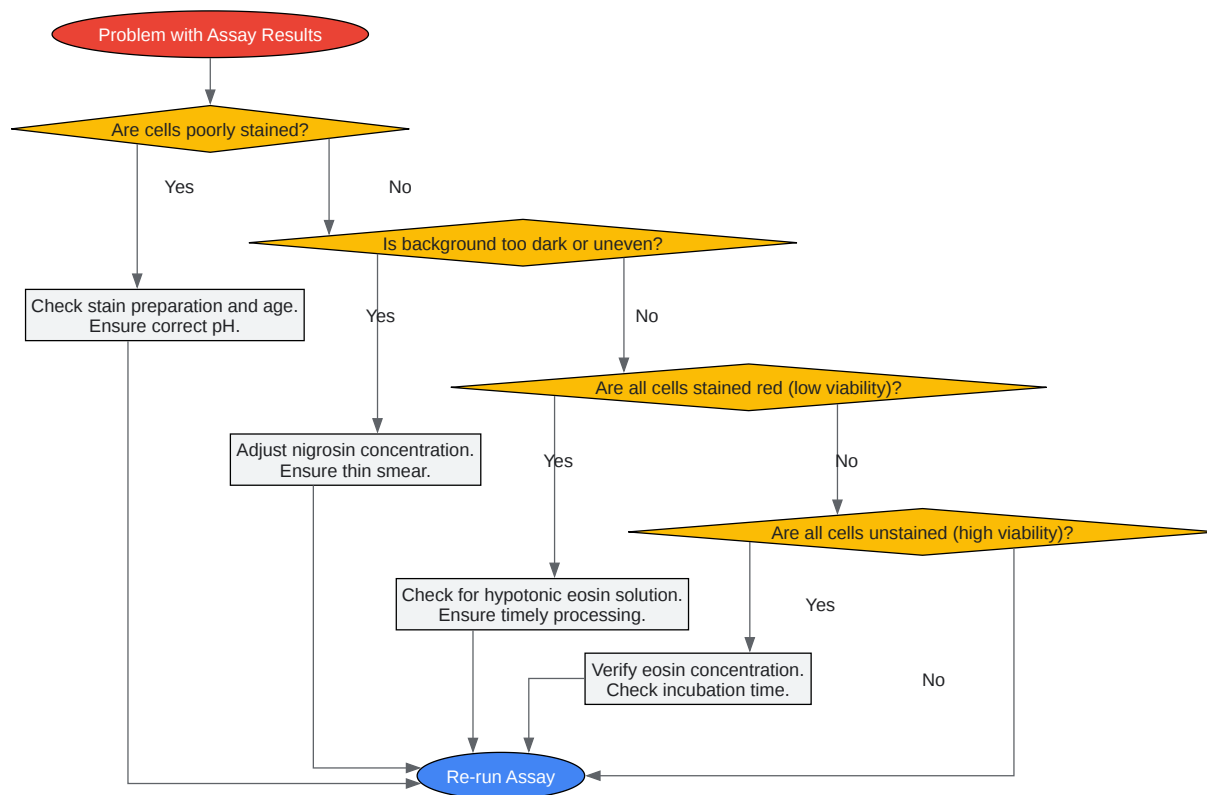 Problem with Assay Results
Are cells poorly stained?
Yes
No
Is background too dark or uneven?
Check stain preparation and age.
Ensure correct pH.
Yes
No
Are all cells stained red (low viability)?
Adjust nigrosin concentration.
Ensure thin smear.
Yes
No
Are all cells unstained (high viability)?
Check for hypotonic eosin solution.
Ensure timely processing.
Yes
Verify eosin concentration.
Check incubation time.
No
Re-run Assay